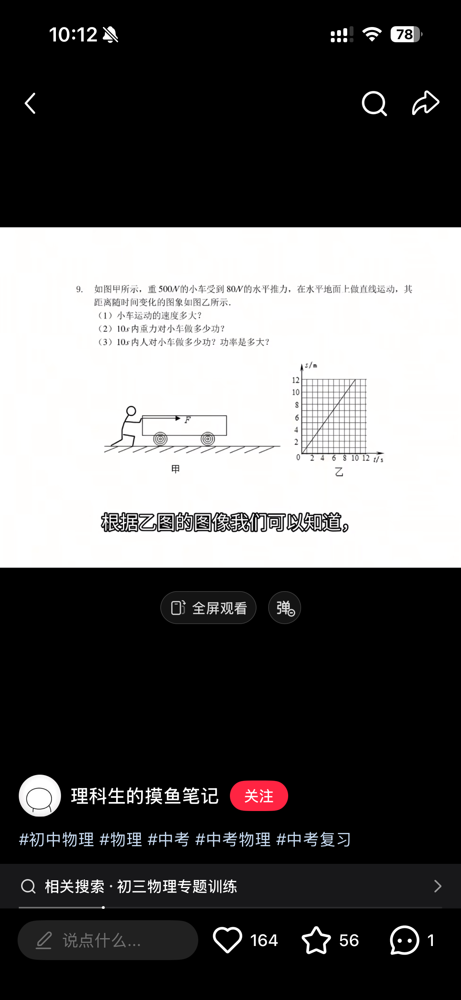 10:12
78
9. 如图甲所示，重500N的小车受到80N的水平推力，在水平地面上做直线运动，其
距离随时间变化的图象如图乙所示.
（1）小车运动的速度多大？
（2）10s内重力对小车做多少功？
（3）10s内人对小车做多少功？功率是多大？
s/m
12
10
8
6
4
2
0 2 4 6 8 10 12 t/s
F
甲
乙
根据乙图的图像我们可以知道，
全屏观看
弹
理科生的摸鱼笔记
关注
#初中物理 #物理 #中考 #中考物理 #中考复习
相关搜索 · 初三物理专题训练
说点什么...
164
56
1